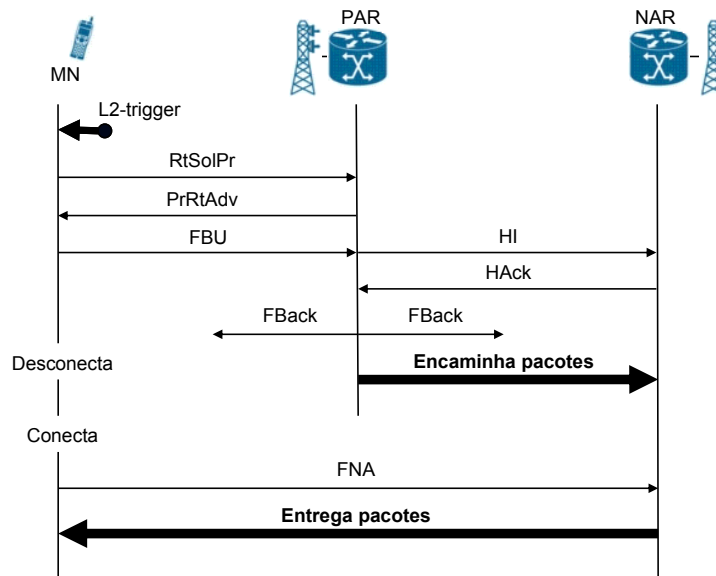 PAR
NAR
MN
L2-trigger
RtSolPr
PrRtAdv
FBU
HI
HAck
FBack
FBack
Desconecta
Encaminha pacotes
Conecta
FNA
Entrega pacotes